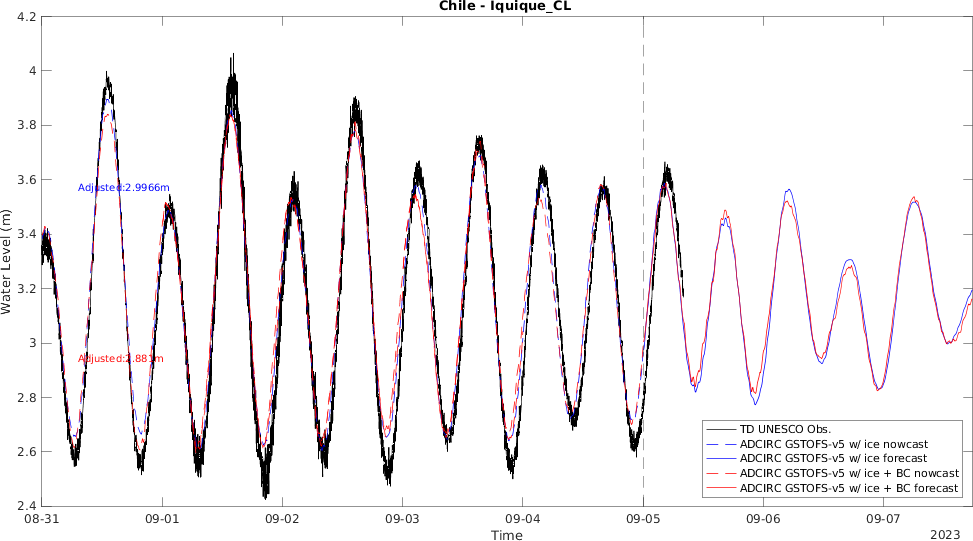 Chile - Iquique_CL
Water Level (m)
4.2
4
3.8
3.6
3.4
3.2
3
2.8
2.6
2.4
Adjusted:2.9966m
Adjusted:2.881m
TD UNESCO Obs.
ADCIRC GSTOFS-v5 w/ ice nowcast
ADCIRC GSTOFS-v5 w/ ice forecast
ADCIRC GSTOFS-v5 w/ ice + BC nowcast
ADCIRC GSTOFS-v5 w/ ice + BC forecast
08-31 09-01 09-02 09-03 09-04 09-05 09-06 09-07
Time
2023